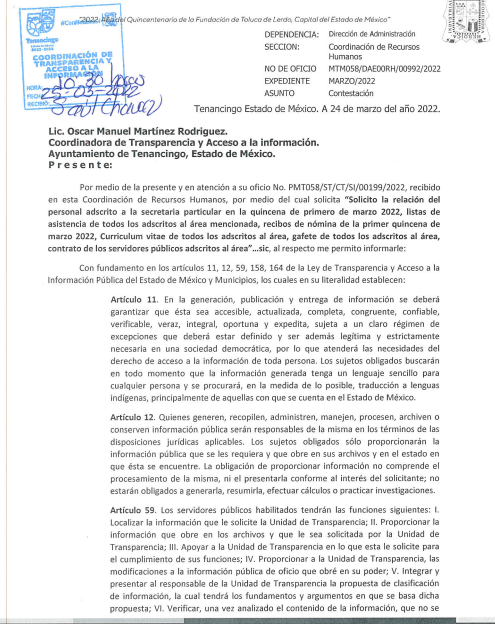 "2022. Año del Quincentenario de la Fundación de Toluca de Lerdo, Capital del Estado de México"
Tenancingo
COORDINACIÓN DE
TRANSPARENCIA Y
ACCESO A LA
INFORMACIÓN
HORA: 10:30
FECHA: 25-03-2022
RECIBIÓ: Saúl Chavez
DEPENDENCIA: Dirección de Administración
SECCION: Coordinación de Recursos
Humanos
NO DE OFICIO MTM058/DAE00RH/00992/2022
EXPEDIENTE MARZO/2022
ASUNTO Contestación
Tenancingo Estado de México. A 24 de marzo del año 2022.
Lic. Oscar Manuel Martínez Rodriguez.
Coordinadora de Transparencia y Acceso a la información.
Ayuntamiento de Tenancingo, Estado de México.
P r e s e n t e:
Por medio de la presente y en atención a su oficio No. PMT058/ST/CT/SI/00199/2022, recibido
en esta Coordinación de Recursos Humanos, por medio del cual solicita "Solicito la relación del
personal adscrito a la secretaria particular en la quincena de primero de marzo 2022, listas de
asistencia de todos los adscritos al área mencionada, recibos de nómina de la primer quincena de
marzo 2022, Curriculum vitae de todos los adscritos al área, gafete de todos los adscritos al área,
contrato de los servidores públicos adscritos al área"...sic, al respecto me permito informarle:
Con fundamento en los artículos 11, 12, 59, 158, 164 de la Ley de Transparencia y Acceso a la
Información Pública del Estado de México y Municipios, los cuales en su literalidad establecen:
Artículo 11. En la generación, publicación y entrega de información se deberá
garantizar que ésta sea accesible, actualizada, completa, congruente, confiable,
verificable, veraz, integral, oportuna y expedita, sujeta a un claro régimen de
excepciones que deberá estar definido y ser además legítima y estrictamente
necesaria en una sociedad democrática, por lo que atenderá las necesidades del
derecho de acceso a la información de toda persona. Los sujetos obligados buscarán
en todo momento que la información generada tenga un lenguaje sencillo para
cualquier persona y se procurará, en la medida de lo posible, traducción a lenguas
indígenas, principalmente de aquellas con que se cuenta en el Estado de México.
Artículo 12. Quienes generen, recopilen, administren, manejen, procesen, archiven o
conserven información pública serán responsables de la misma en los términos de las
disposiciones jurídicas aplicables. Los sujetos obligados sólo proporcionarán la
información pública que se les requiera y que obre en sus archivos y en el estado en
que ésta se encuentre. La obligación de proporcionar información no comprende el
procesamiento de la misma, ni el presentarla conforme al interés del solicitante; no
estarán obligados a generarla, resumirla, efectuar cálculos o practicar investigaciones.
Artículo 59. Los servidores públicos habilitados tendrán las funciones siguientes: I.
Localizar la información que le solicite la Unidad de Transparencia; II. Proporcionar la
información que obre en los archivos y que le sea solicitada por la Unidad de
Transparencia; III. Apoyar a la Unidad de Transparencia en lo que esta le solicite para
el cumplimiento de sus funciones; IV. Proporcionar a la Unidad de Transparencia, las
modificaciones a la información pública de oficio que obré en su poder; V. Integrar y
presentar al responsable de la Unidad de Transparencia la propuesta de clasificación
de información, la cual tendrá los fundamentos y argumentos en que se basa dicha
propuesta; VI. Verificar, una vez analizado el contenido de la información, que no se